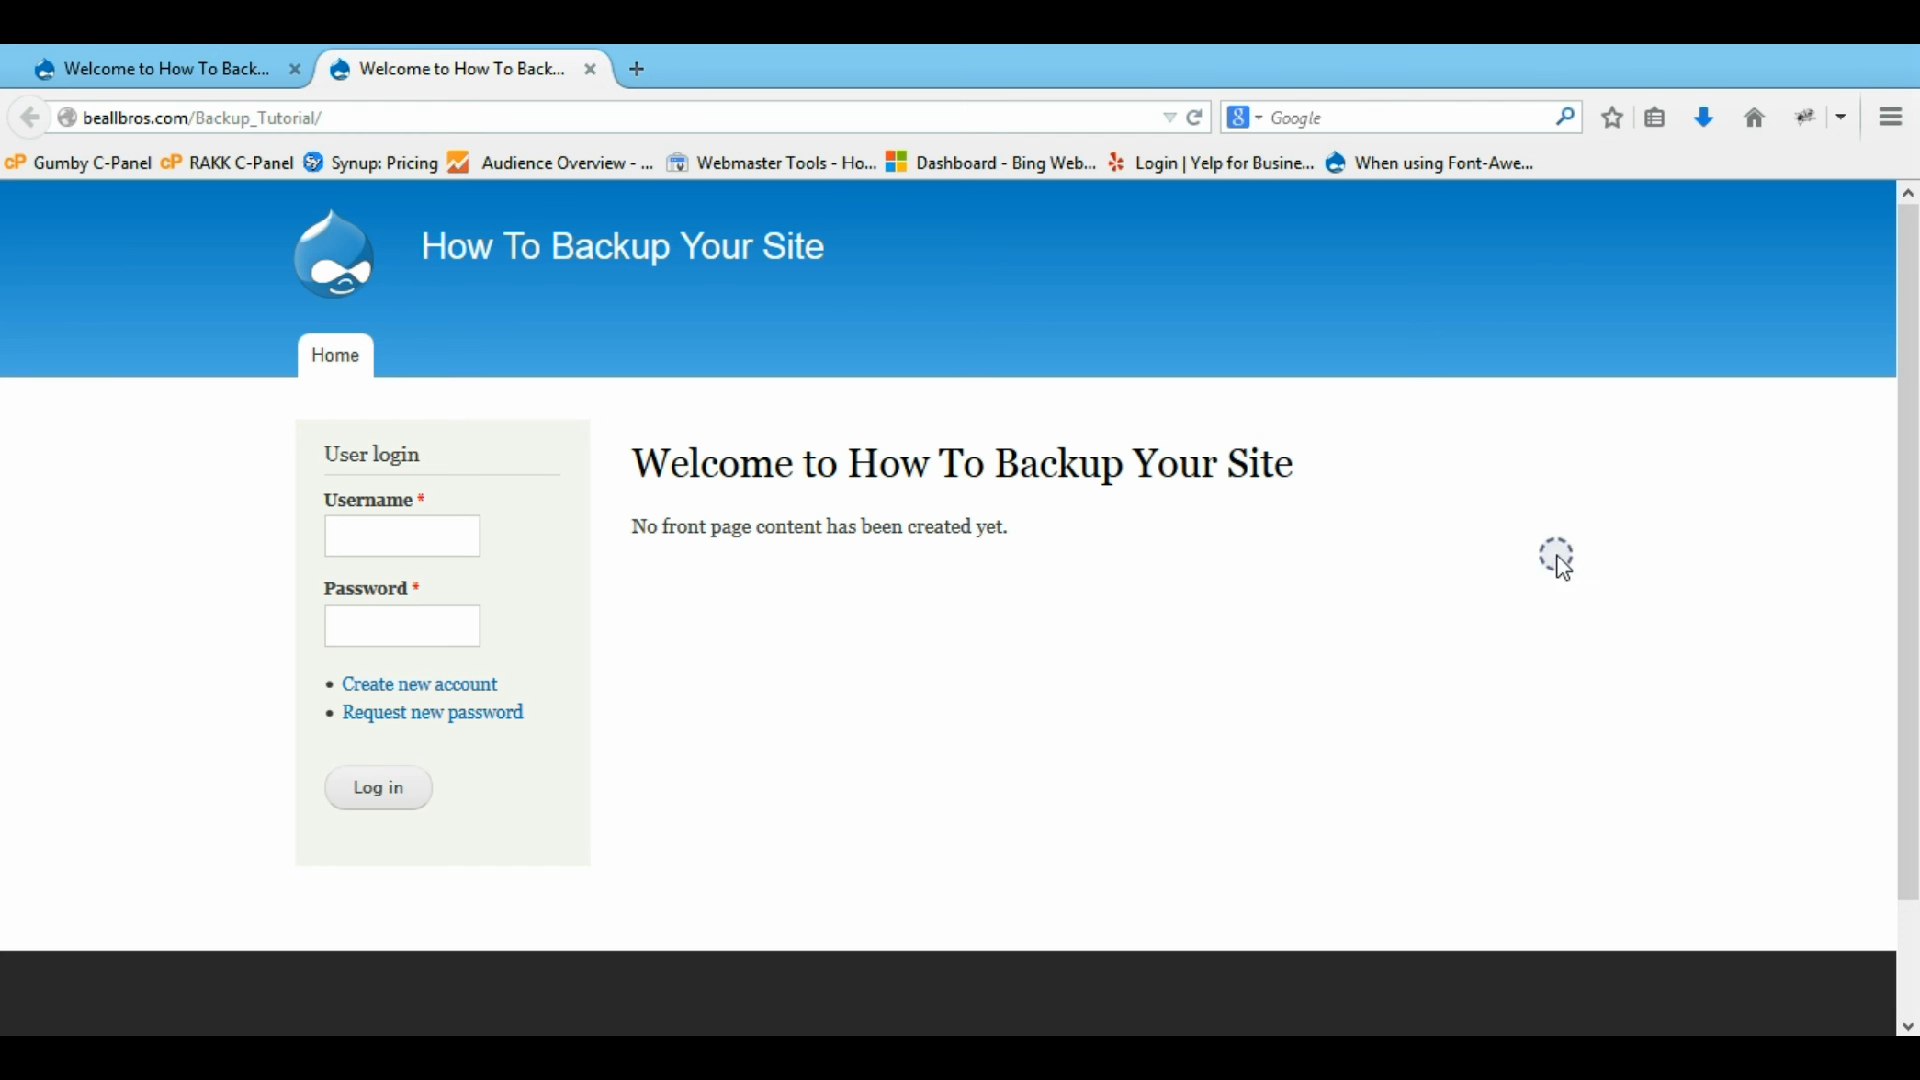 Welcome to How To Back... Welcome to How To Back...
beallbros.com/Backup_Tutorial/ Google
Gumby C-Panel RAKK C-Panel Synup: Pricing Audience Overview - ... Webmaster Tools - Ho... Dashboard - Bing Web... Login | Yelp for Busine... When using Font-Awe...
How To Backup Your Site
Home
User login
Username *
Password *
Create new account
Request new password
Log in
Welcome to How To Backup Your Site
No front page content has been created yet.